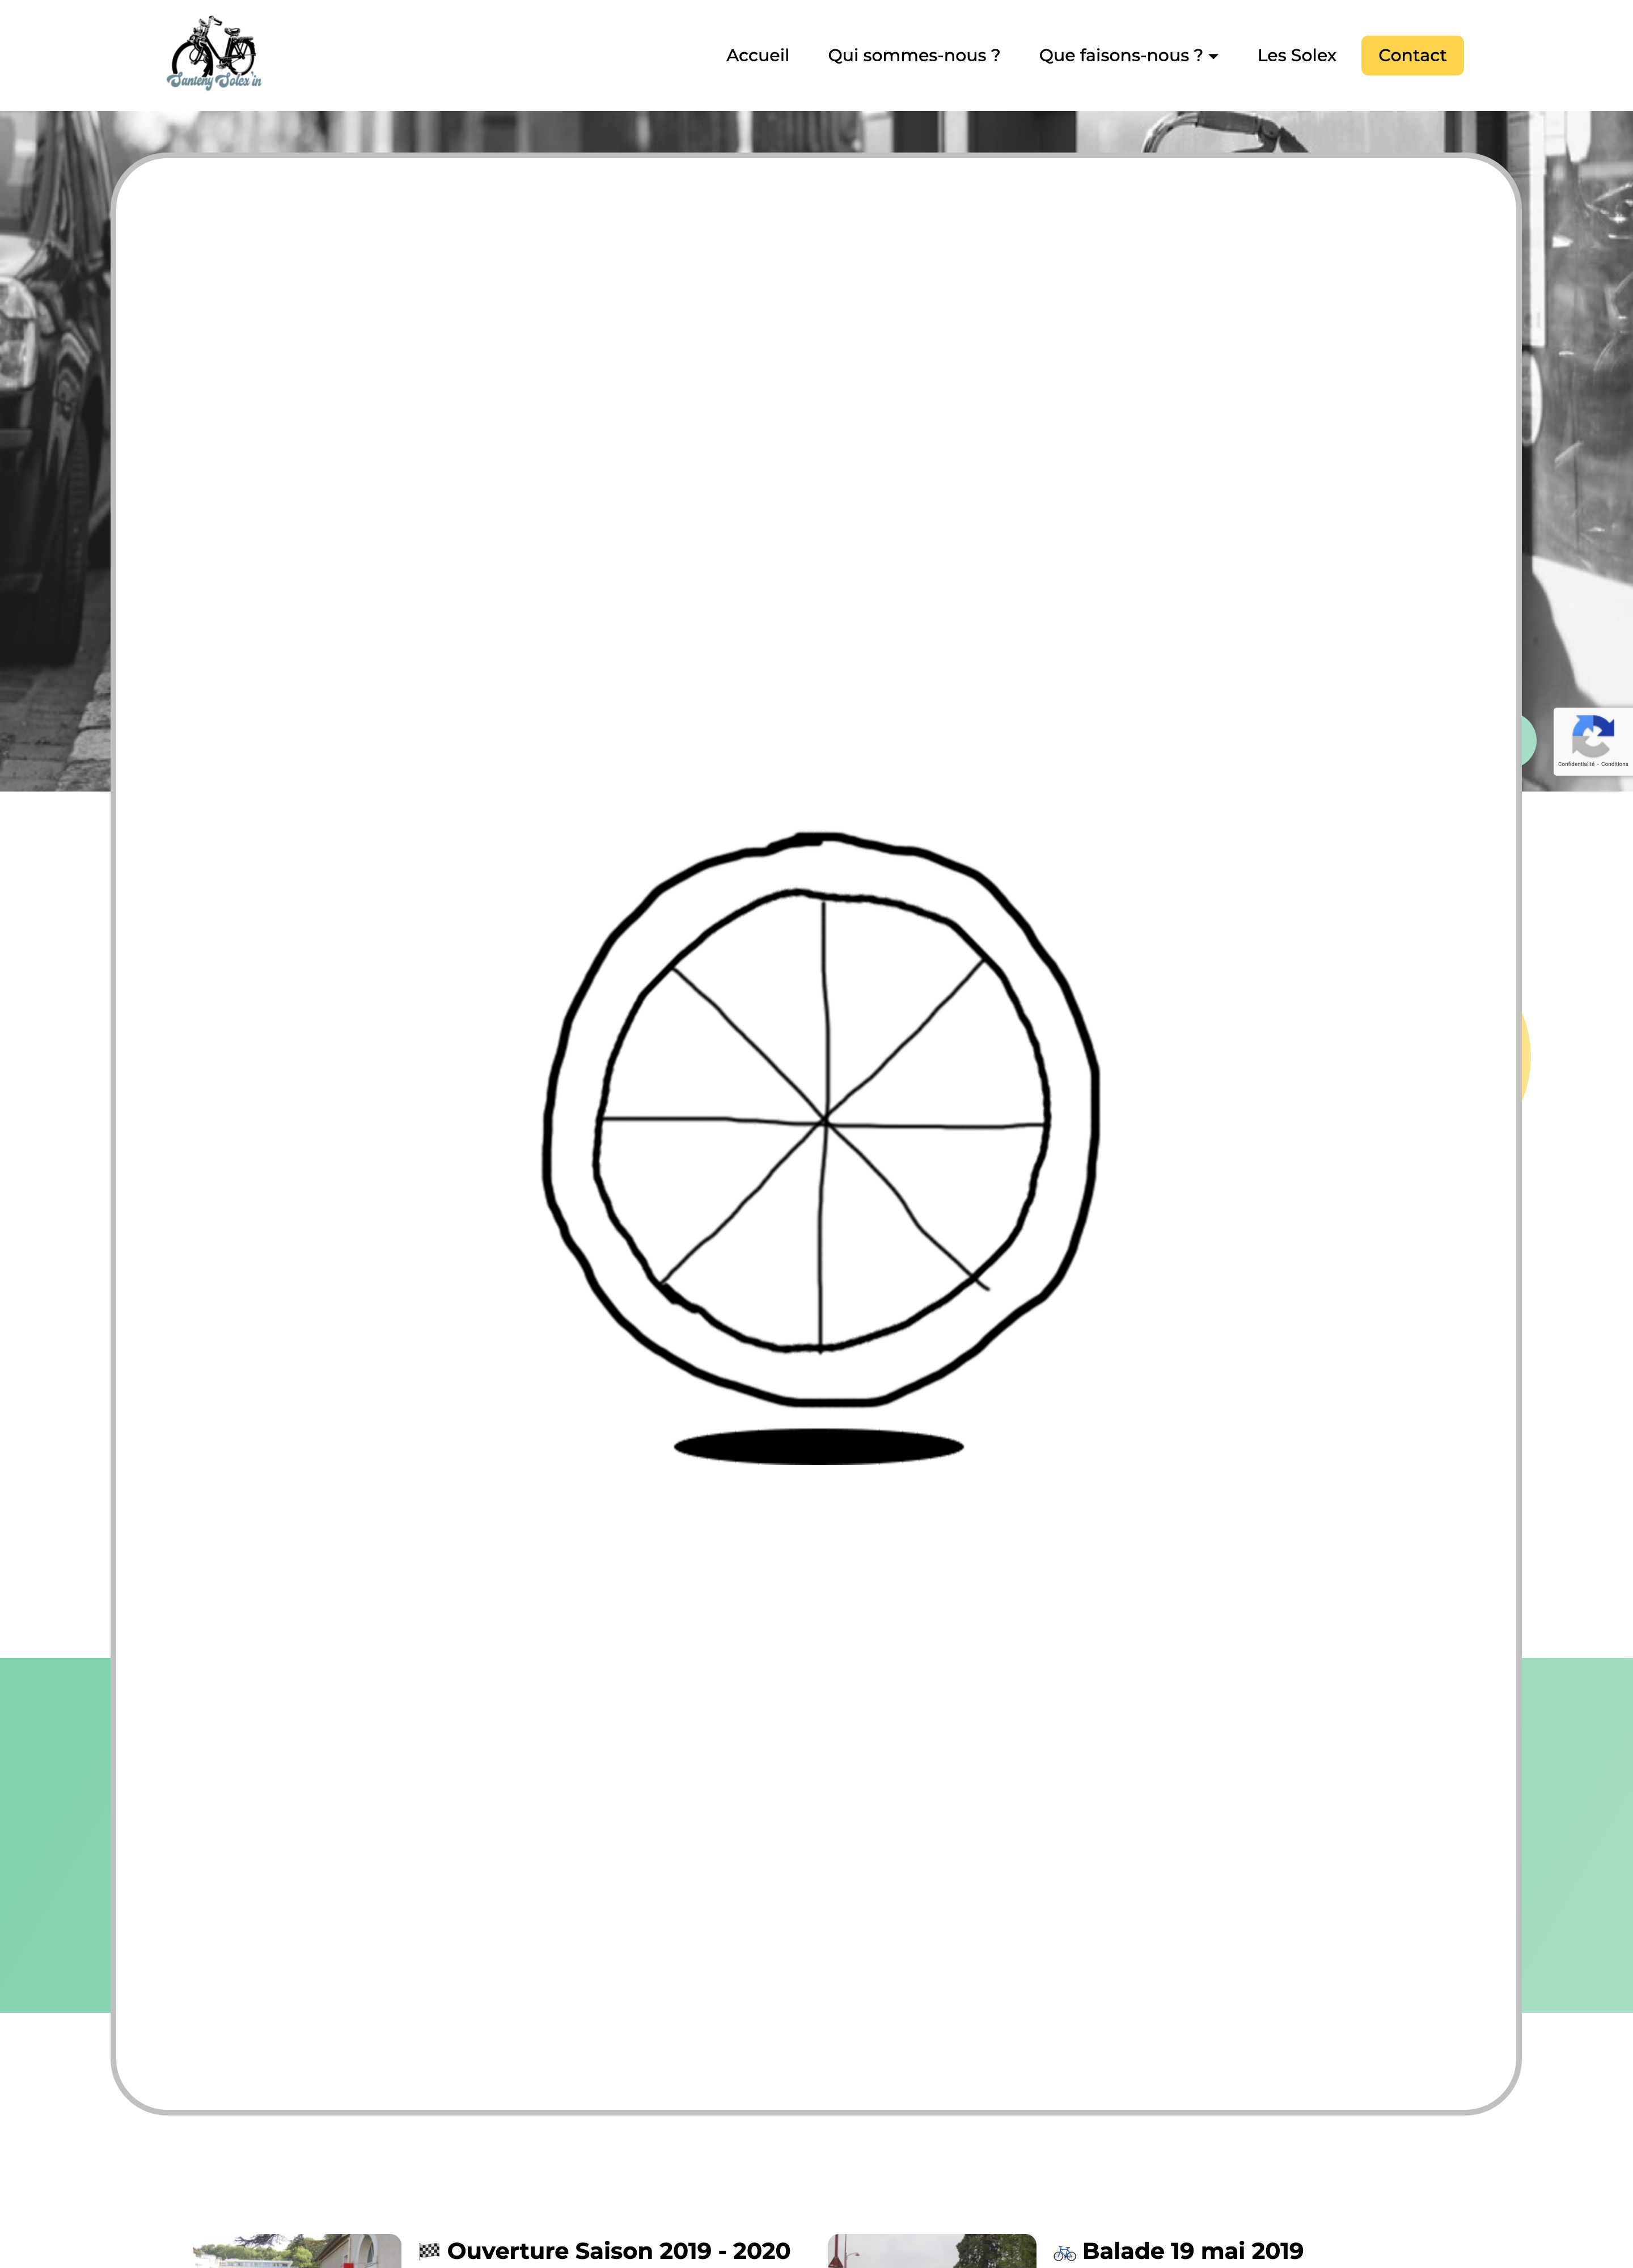 Santeny Solex in
Accueil Qui sommes-nous ? Que faisons-nous ? Les Solex Contact
Confidentialité - Conditions
Ouverture Saison 2019 - 2020
Balade 19 mai 2019